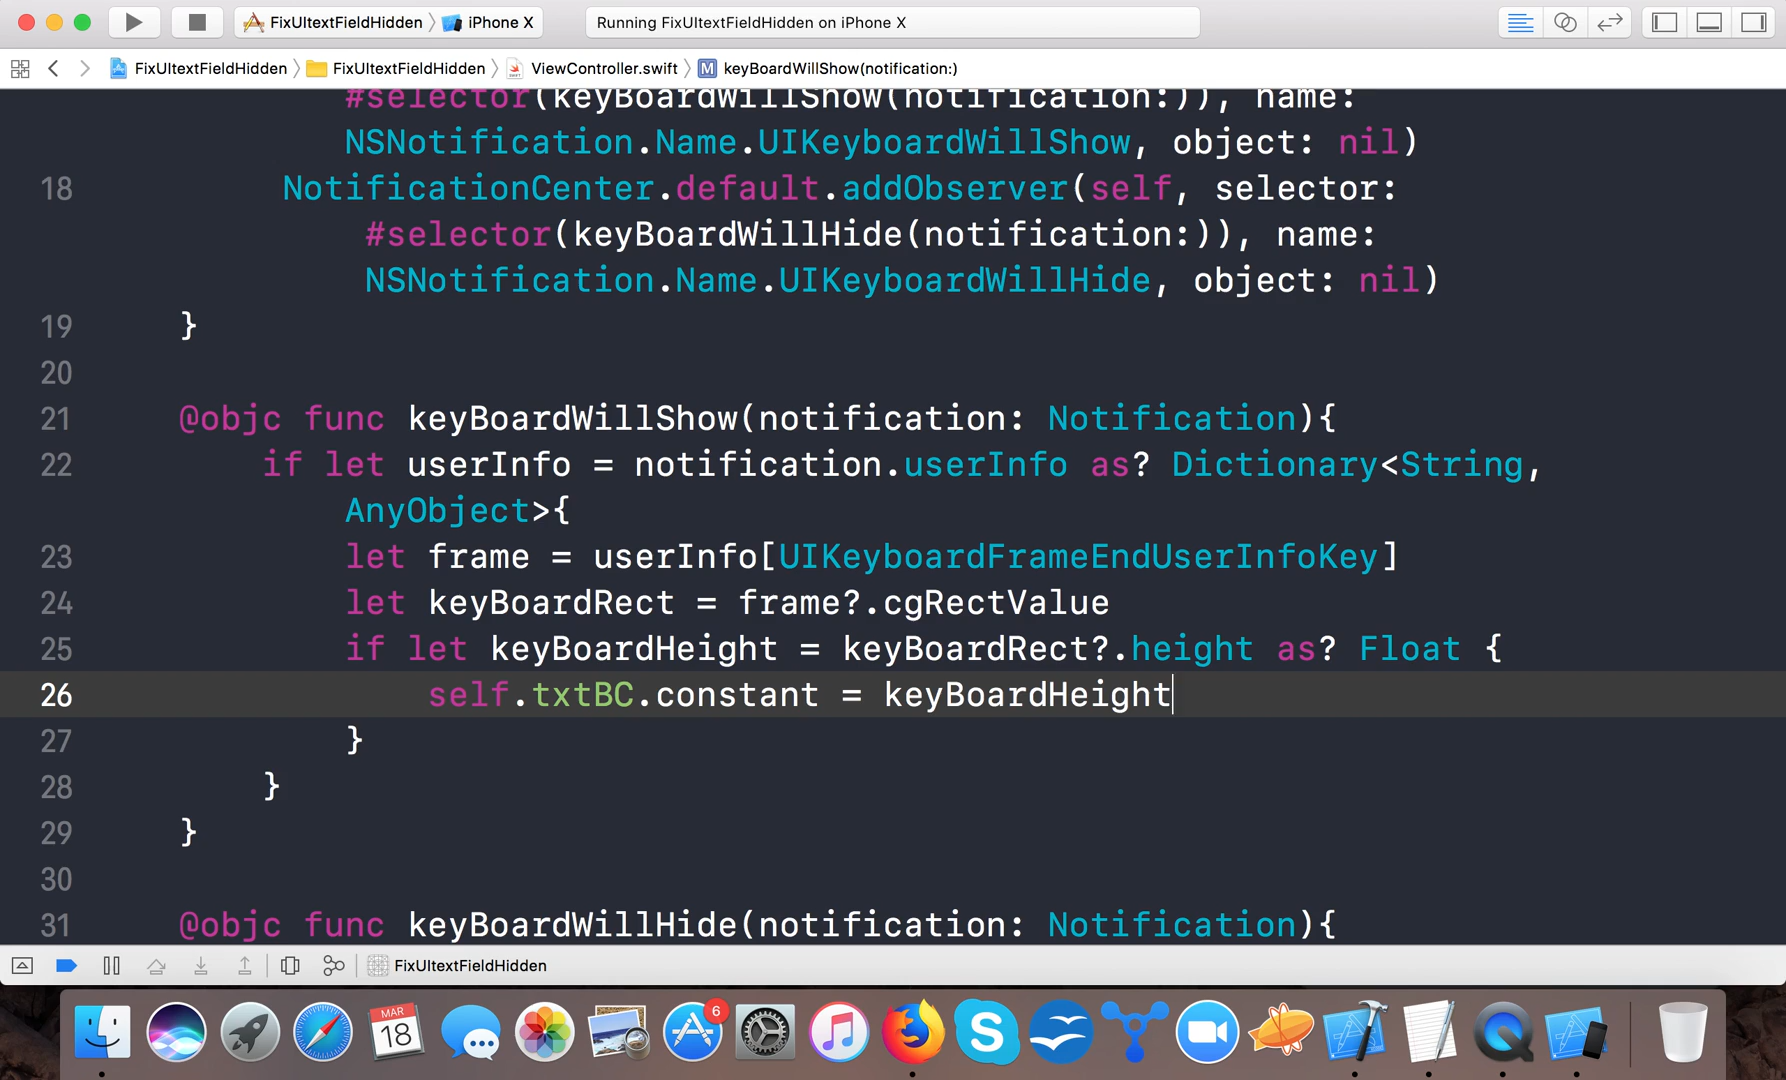 FixUItextFieldHidden 〉 iPhone X
Running FixUItextFieldHidden on iPhone X
FixUItextFieldHidden 〉 FixUItextFieldHidden 〉 ViewController.swift 〉 M keyBoardWillShow(notification:)
#selector(keyBoardWillShow(notification:)), name:
NSNotification.Name.UIKeyboardWillShow, object: nil)
18 NotificationCenter.default.addObserver(self, selector:
#selector(keyBoardWillHide(notification:)), name:
NSNotification.Name.UIKeyboardWillHide, object: nil)
19 }
20
21 @objc func keyBoardWillShow(notification: Notification){
22 if let userInfo = notification.userInfo as? Dictionary<String,
AnyObject>{
23 let frame = userInfo[UIKeyboardFrameEndUserInfoKey]
24 let keyBoardRect = frame?.cgRectValue
25 if let keyBoardHeight = keyBoardRect?.height as? Float {
26 self.txtBC.constant = keyBoardHeight
27 }
28 }
29 }
30
31 @objc func keyBoardWillHide(notification: Notification){
FixUItextFieldHidden
MAR
18
6
S